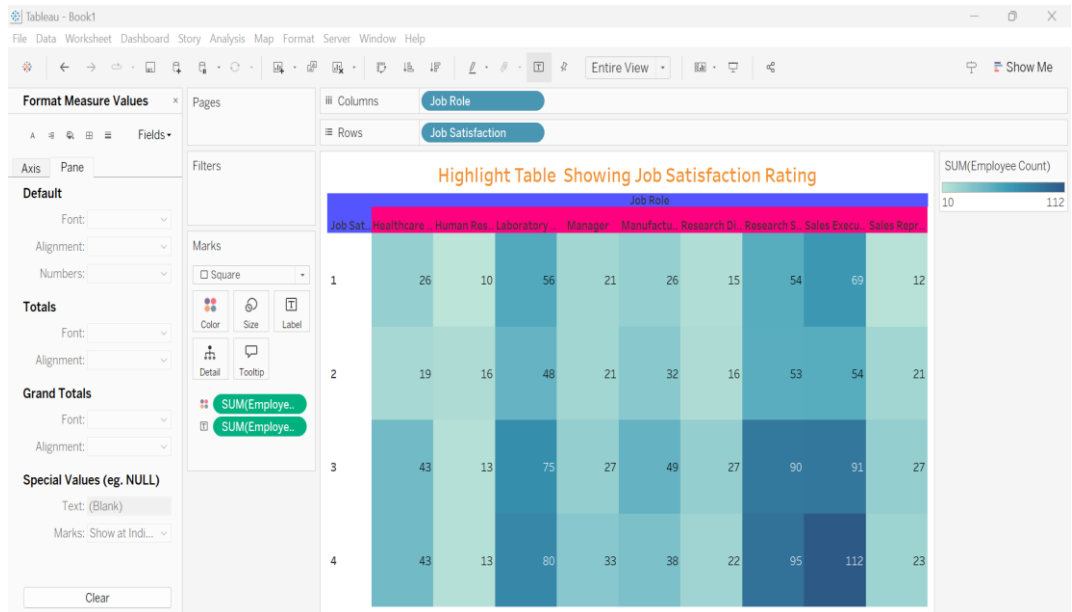 Tableau - Book1
File Data Worksheet Dashboard Story Analysis Map Format Server Window Help
Entire View
Show Me
Format Measure Values
Fields
Axis Pane
Default
Font:
Alignment:
Numbers:
Totals
Font:
Alignment:
Grand Totals
Font:
Alignment:
Special Values (eg. NULL)
Text: (Blank)
Marks: Show at Indi...
Clear
Pages
Filters
Marks
Square
Color Size Label
Detail Tooltip
SUM(Employe..
SUM(Employe..
Columns Job Role
Rows Job Satisfaction
Highlight Table Showing Job Satisfaction Rating
Job Role
Job Sat.. Healthcare .. Human Res.. Laboratory .. Manager Manufactu.. Research Di.. Research S.. Sales Execu.. Sales Repr..
1 26 10 56 21 26 15 54 69 12
2 19 16 48 21 32 16 53 54 21
3 43 13 75 27 49 27 90 91 27
4 43 13 80 33 38 22 95 112 23
SUM(Employee Count)
10 112